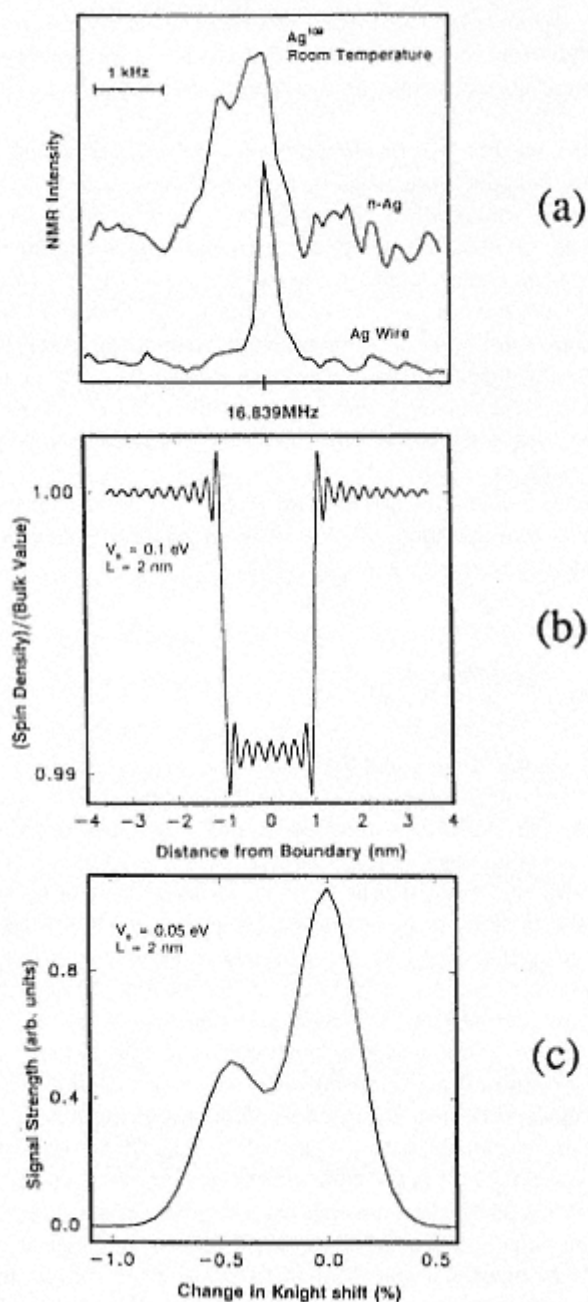 Ag¹⁰⁹
Room Temperature
1 kHz
NMR Intensity
n-Ag
(a)
Ag Wire
16.839MHz
(Spin Density)/(Bulk Value)
1.00
Vₑ = 0.1 eV
L = 2 nm
(b)
0.99
−4 −3 −2 −1 0 1 2 3 4
Distance from Boundary (nm)
Signal Strength (arb. units)
Vₑ = 0.05 eV
L = 2 nm
0.8
(c)
0.4
0.0
−1.0 −0.5 0.0 0.5
Change in Knight shift (%)